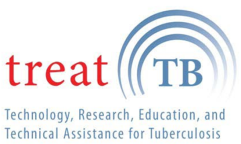 treat TB
Technology, Research, Education, and
Technical Assistance for Tuberculosis